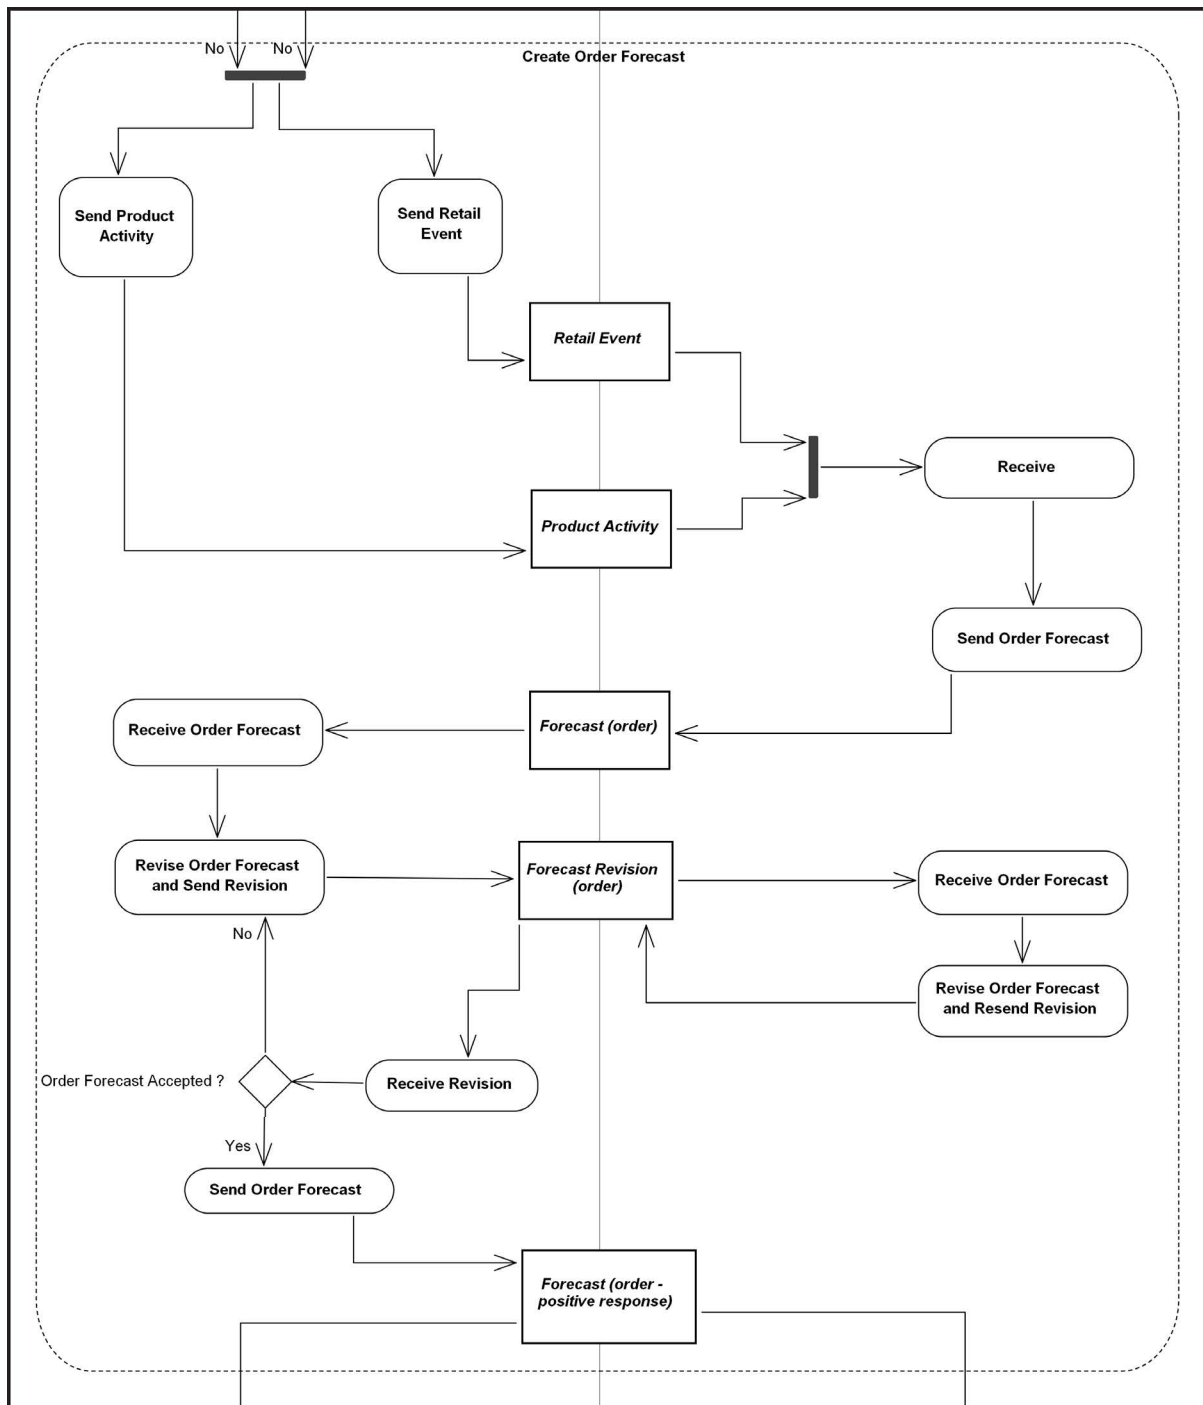 No
No
Create Order Forecast
Send Product
Activity
Send Retail
Event
Retail Event
Receive
Product Activity
Send Order Forecast
Forecast (order)
Receive Order Forecast
Revise Order Forecast
and Send Revision
Forecast Revision
(order)
Receive Order Forecast
No
Revise Order Forecast
and Resend Revision
Order Forecast Accepted ?
Receive Revision
Yes
Send Order Forecast
Forecast (order -
positive response)